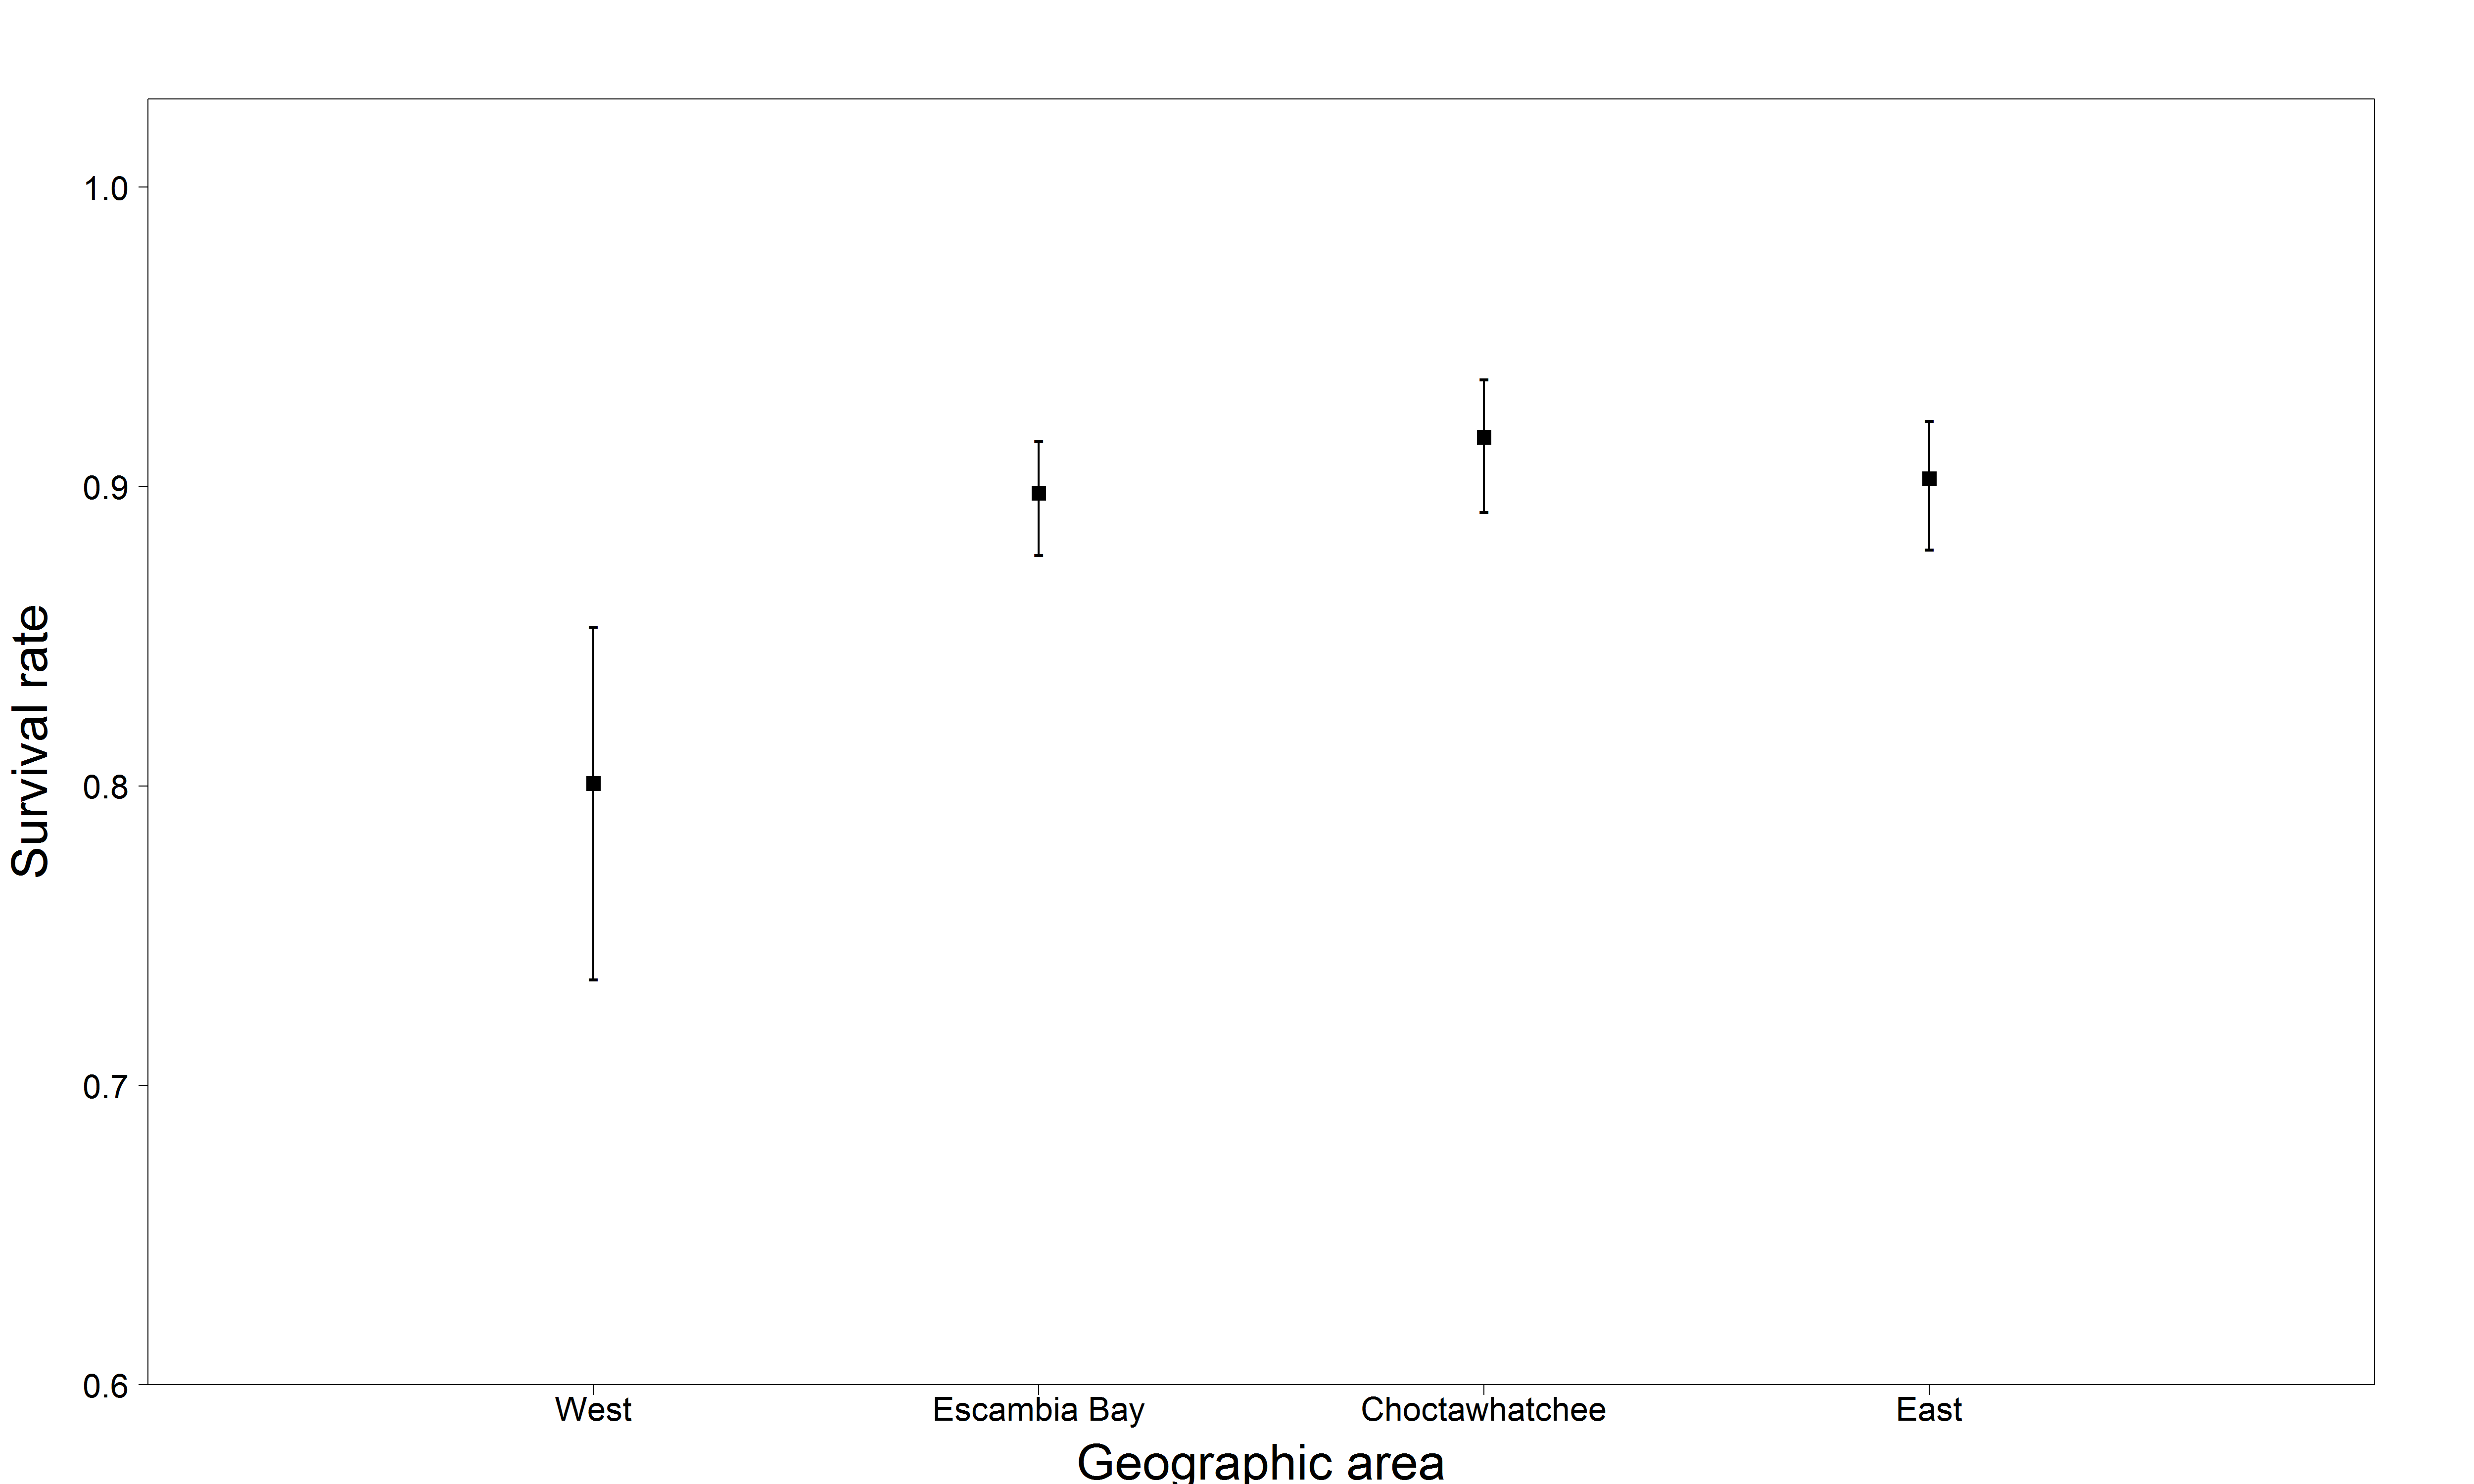 Survival rate
1.0
0.9
0.8
0.7
0.6
West
Escambia Bay
Choctawhatchee
East
Geographic area